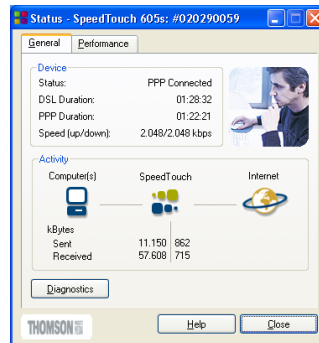 Status - SpeedTouch 605s: #020290059
General Performance
Device
Status: PPP Connected
DSL Duration: 01:28:32
PPP Duration: 01:22:21
Speed (up/down): 2.048/2.048 kbps
Activity
Computer(s) SpeedTouch Internet
kBytes
Sent 11.150 862
Received 57.608 715
Diagnostics
THOMSON
Help Close